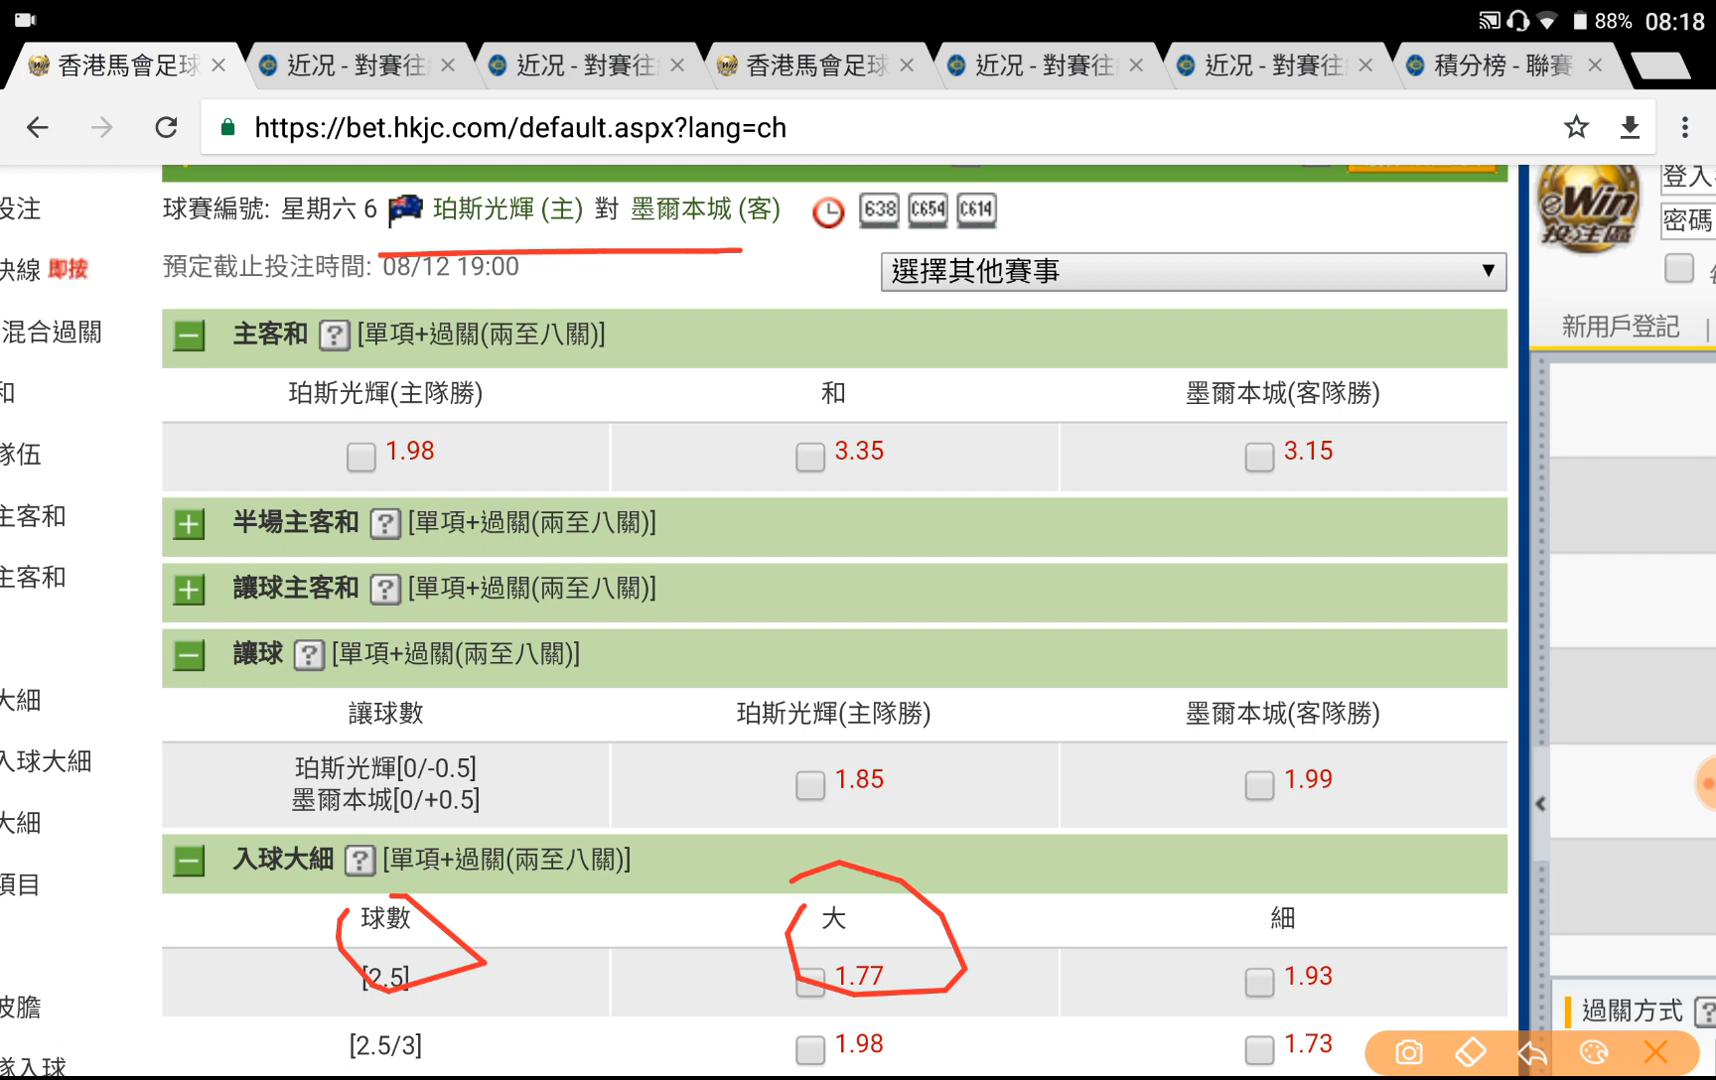 88% 08:18
香港馬會足球 近况 - 對賽往 近况 - 對賽往 香港馬會足球 近况 - 對賽往 近况 - 對賽往 積分榜 - 聯賽
https://bet.hkjc.com/default.aspx?lang=ch
球賽編號: 星期六 6 珀斯光輝 (主) 對 墨爾本城 (客) 638 C654 C614
預定截止投注時間: 08/12 19:00
選擇其他賽事
主客和 ? [單項+過關(兩至八關)]
珀斯光輝(主隊勝) 和 墨爾本城(客隊勝)
1.98 3.35 3.15
半場主客和 ? [單項+過關(兩至八關)]
讓球主客和 ? [單項+過關(兩至八關)]
讓球 ? [單項+過關(兩至八關)]
讓球數 珀斯光輝(主隊勝) 墨爾本城(客隊勝)
珀斯光輝[0/-0.5]
墨爾本城[0/+0.5]
1.85 1.99
入球大細 ? [單項+過關(兩至八關)]
球數 大 細
[2.5] 1.77 1.93
[2.5/3] 1.98 1.73
投注
快線 即按
混合過關
和
隊伍
主客和
主客和
大細
入球大細
大細
項目
波膽
隊入球
eWin
投注區
登入
密碼
新用戶登記 |
過關方式 ?